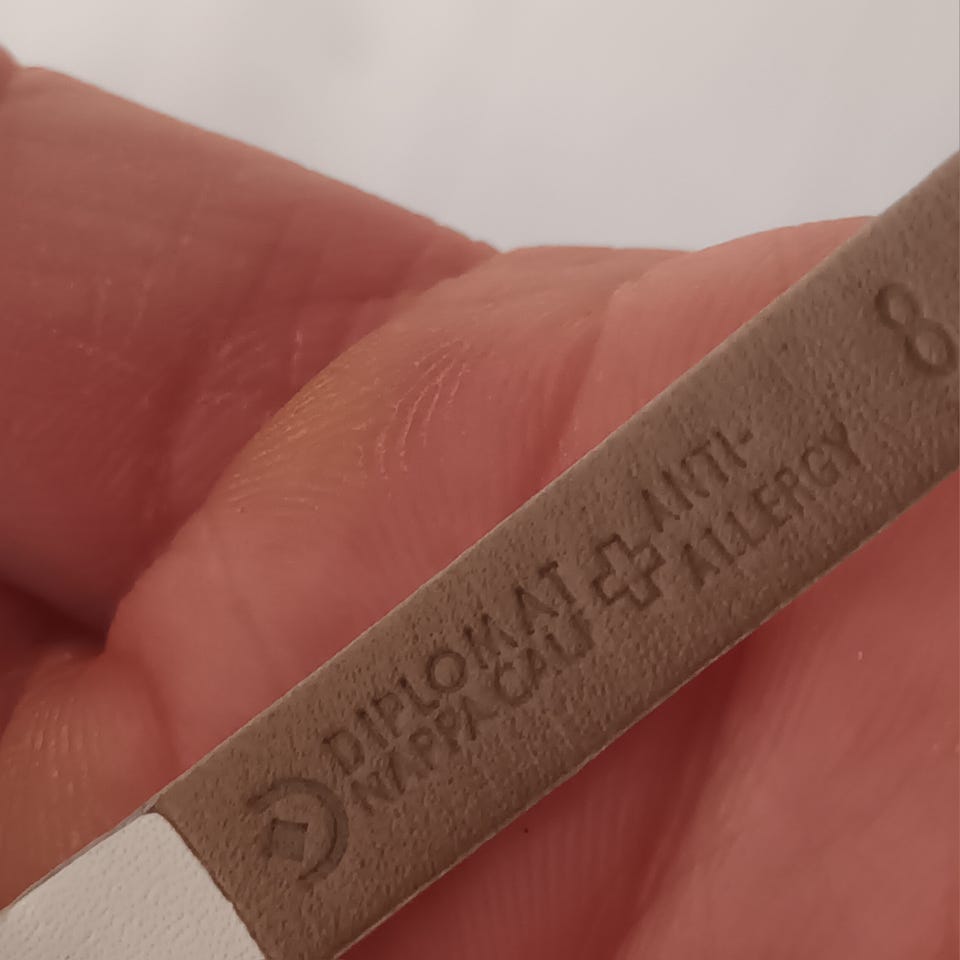 DIPLOMAT
NAPPA CALF
ANTI-
ALLERGY
8